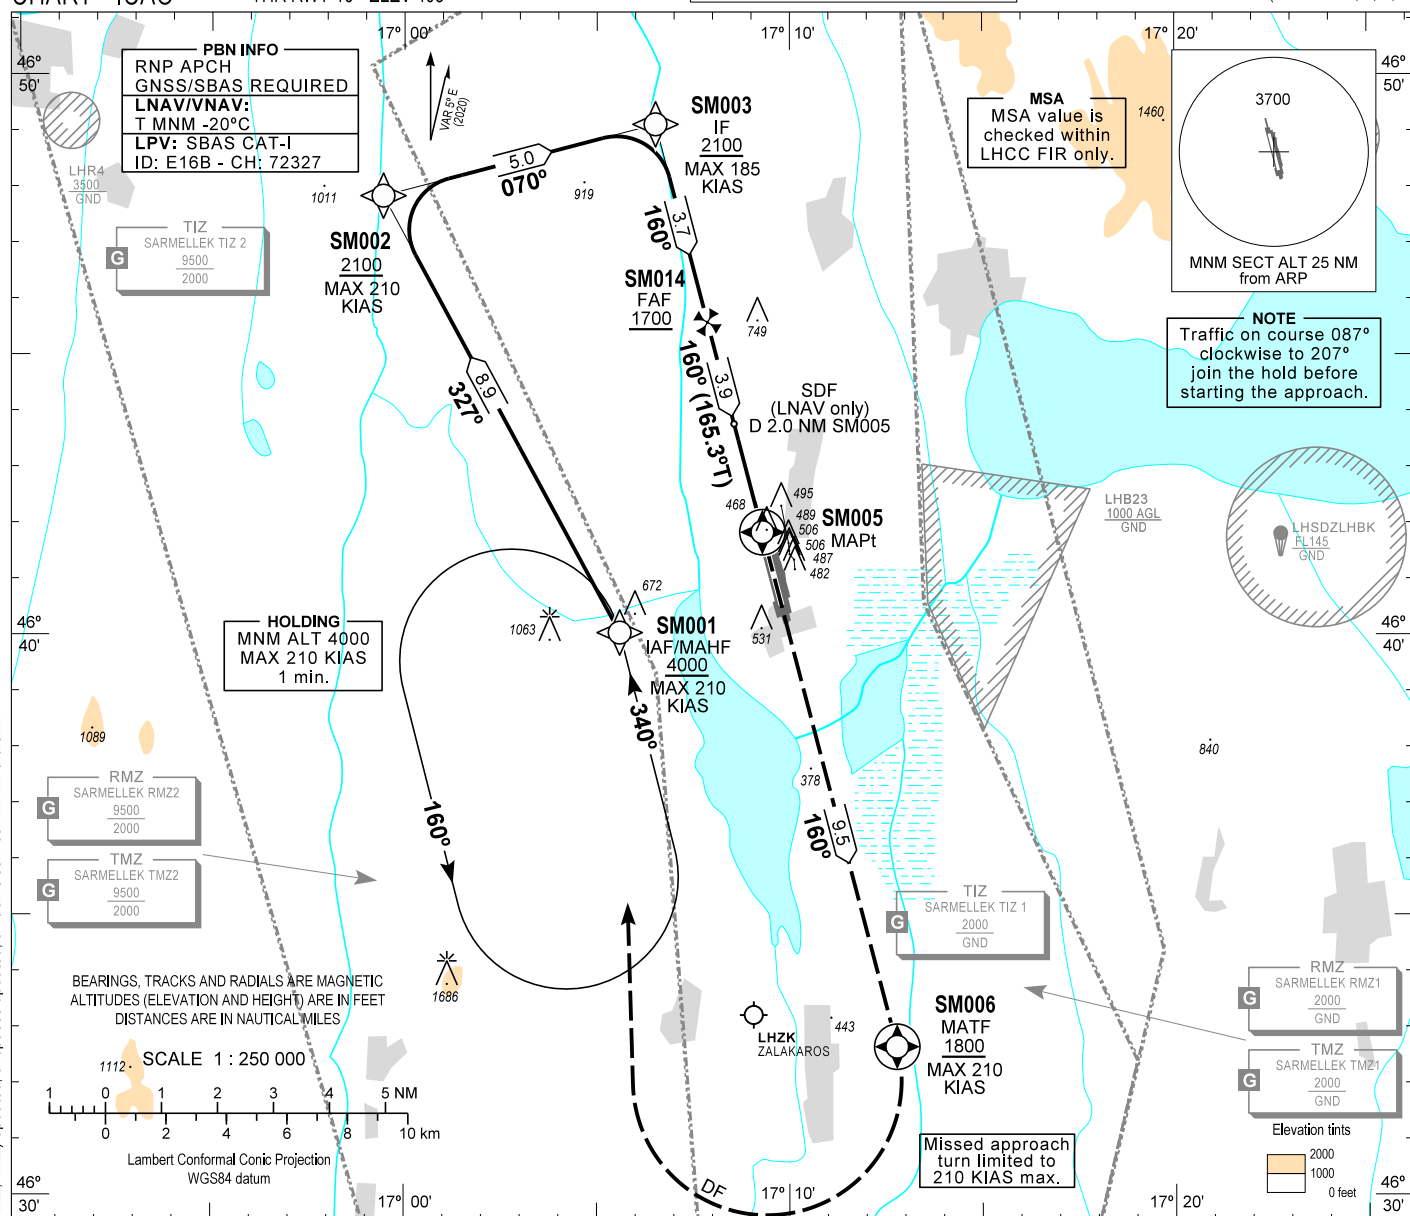 17° 00'
17° 10'
17° 20'
46°
50'
46°
50'
PBN INFO
RNP APCH
GNSS/SBAS REQUIRED
LNAV/VNAV:
T MNM -20°C
LPV: SBAS CAT-I
ID: E16B - CH: 72327
VAR 5° E
(2020)
SM003
IF
2100
MAX 185
KIAS
MSA
MSA value is
checked within
LHCC FIR only.
1460
3700
MNM SECT ALT 25 NM
from ARP
LHR4
3500
GND
1011
5.0
070°
919
TIZ
SARMELLEK TIZ 2
9500
2000
G
SM002
2100
MAX 210
KIAS
160°
3.7
SM014
FAF
1700
749
NOTE
Traffic on course 087°
clockwise to 207°
join the hold before
starting the approach.
8.9
327°
160° (165.3°T)
3.9
SDF
(LNAV only)
D 2.0 NM SM005
468
495
489
506
506
487
482
SM005
MAPt
LHB23
1000 AGL
GND
LHSDZLHBK
FL145
GND
672
1063
531
HOLDING
MNM ALT 4000
MAX 210 KIAS
1 min.
SM001
IAF/MAHF
4000
MAX 210
KIAS
46°
40'
46°
40'
340°
1089
840
378
RMZ
SARMELLEK RMZ2
9500
2000
G
160°
9.5
160°
TMZ
SARMELLEK TMZ2
9500
2000
G
TIZ
SARMELLEK TIZ 1
2000
GND
G
1686
BEARINGS, TRACKS AND RADIALS ARE MAGNETIC
ALTITUDES (ELEVATION AND HEIGHT) ARE IN FEET
DISTANCES ARE IN NAUTICAL MILES
RMZ
SARMELLEK RMZ1
2000
GND
G
SM006
MATF
1800
MAX 210
KIAS
443
LHZK
ZALAKAROS
TMZ
SARMELLEK TMZ1
2000
GND
G
1112
SCALE 1 : 250 000
1 0 1 2 3 4 5 NM
0 2 4 6 8 10 km
Lambert Conformal Conic Projection
WGS84 datum
Elevation tints
2000
1000
0 feet
Missed approach
turn limited to
210 KIAS max.
DF
46°
30'
46°
30'
17° 00'
17° 10'
17° 20'